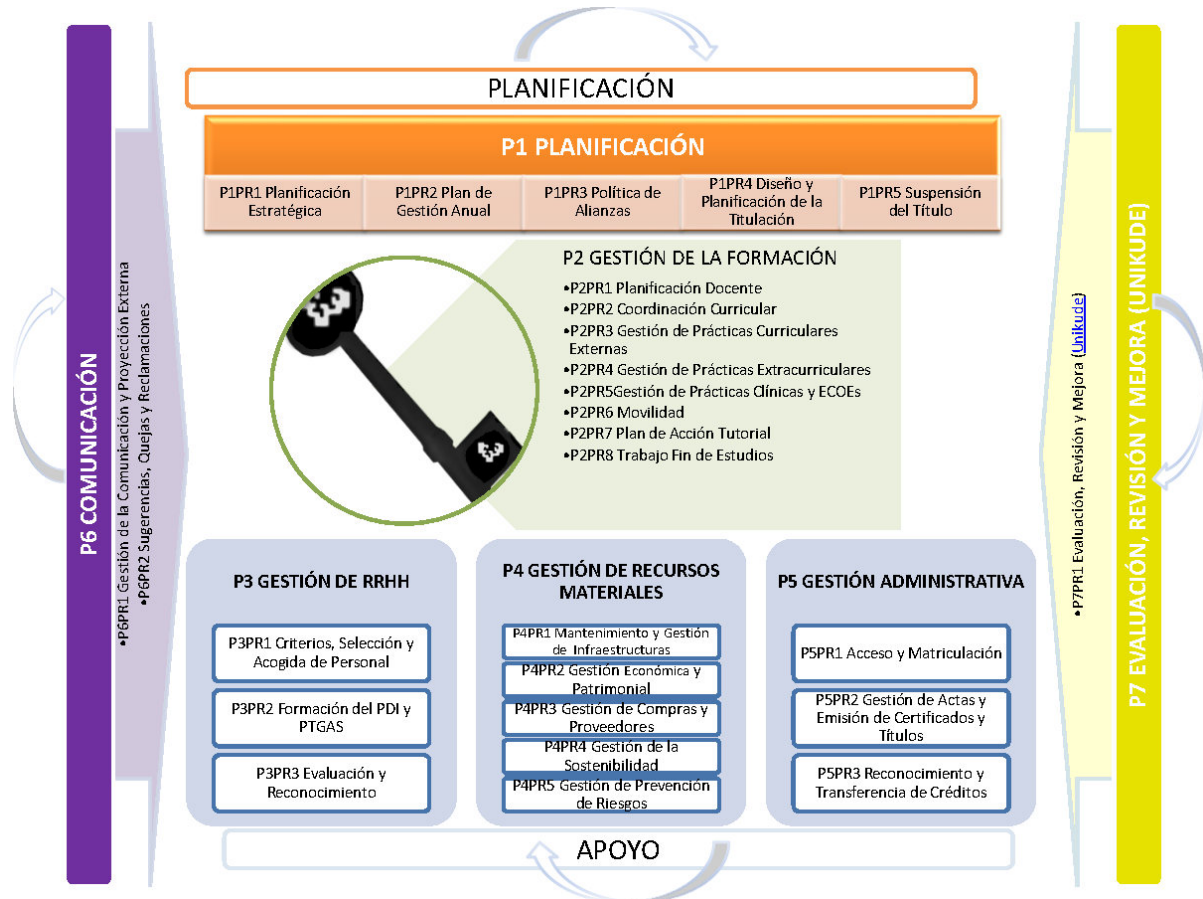 PLANIFICACIÓN
P1 PLANIFICACIÓN
P1PR1 Planificación
Estratégica
P1PR2 Plan de
Gestión Anual
P1PR3 Política de
Alianzas
P1PR4 Diseño y
Planificación de la
Titulación
P1PR5 Suspensión
del Título
P6 COMUNICACIÓN
•P6PR1 Gestión de la Comunicación y Proyección Externa
•P6PR2 Sugerencias, Quejas y Reclamaciones
P2 GESTIÓN DE LA FORMACIÓN
•P2PR1 Planificación Docente
•P2PR2 Coordinación Curricular
•P2PR3 Gestión de Prácticas Curriculares
Externas
•P2PR4 Gestión de Prácticas Extracurriculares
•P2PR5Gestión de Prácticas Clínicas y ECOEs
•P2PR6 Movilidad
•P2PR7 Plan de Acción Tutorial
•P2PR8 Trabajo Fin de Estudios
•P7PR1 Evaluación, Revisión y Mejora (Unikude)
P7 EVALUACIÓN, REVISIÓN Y MEJORA (UNIKUDE)
P3 GESTIÓN DE RRHH
P3PR1 Criterios, Selección y
Acogida de Personal
P3PR2 Formación del PDI y
PTGAS
P3PR3 Evaluación y
Reconocimiento
P4 GESTIÓN DE RECURSOS
MATERIALES
P4PR1 Mantenimiento y Gestión
de Infraestructuras
P4PR2 Gestión Económica y
Patrimonial
P4PR3 Gestión de Compras y
Proveedores
P4PR4 Gestión de la
Sostenibilidad
P4PR5 Gestión de Prevención
de Riesgos
P5 GESTIÓN ADMINISTRATIVA
P5PR1 Acceso y Matriculación
P5PR2 Gestión de Actas y
Emisión de Certificados y
Títulos
P5PR3 Reconocimiento y
Transferencia de Créditos
APOYO